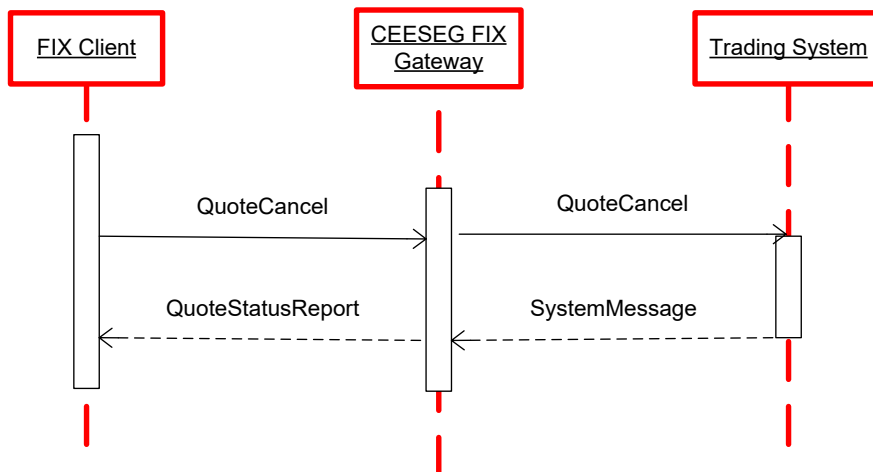 FIX Client
CEESEG FIX
Gateway
Trading System
QuoteCancel
QuoteCancel
QuoteStatusReport
SystemMessage